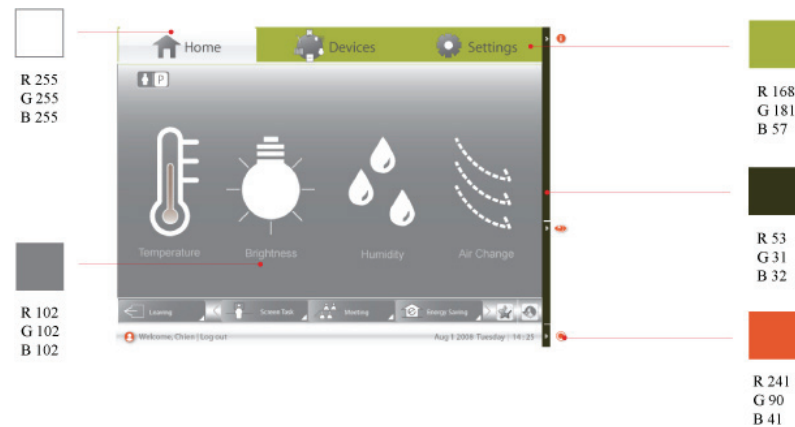 Home
Devices
Settings
P
R 255
G 255
B 255
R 168
G 181
B 57
Temperature
Brightness
Humidity
Air Change
R 53
G 31
B 32
R 102
G 102
B 102
Leaving
Screen Task
Meeting
Energy Saving
Welcome, Chien | Log out
Aug 1 2008 Tuesday | 14 : 25
R 241
G 90
B 41